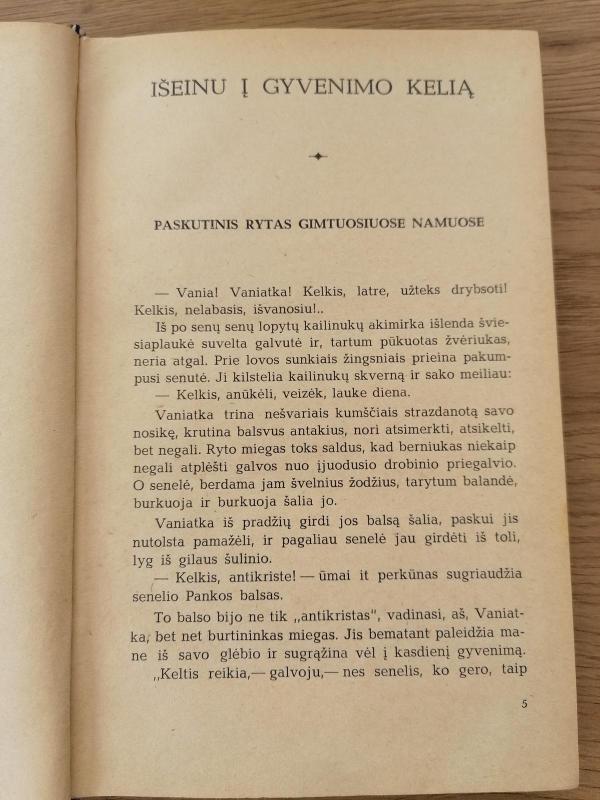 IŠEINU Į GYVENIMO KELIĄ
PASKUTINIS RYTAS GIMTUOSIUOSE NAMUOSE
— Vania! Vaniatka! Kelkis, latre, užteks drybsoti!
Kelkis, nelabasis, išvanosiu!..
Iš po senų senų lopytų kailinukų akimirka išlenda švie-
siaplaukė suvelta galvutė ir, tartum pūkuotas žvėriukas,
neria atgal. Prie lovos sunkiais žingsniais prieina pakum-
pusi senutė. Ji kilstelia kailinukų skverną ir sako meiliau:
— Kelkis, anūkėli, veizėk, lauke diena.
Vaniatka trina nešvariais kumščiais strazdanotą savo
nosikę, krutina balsvus antakius, nori atsimerkti, atsikelti,
bet negali. Ryto miegas toks saldus, kad berniukas niekaip
negali atplėšti galvos nuo įjuodusio drobinio priegalvio.
O senelė, berdama jam švelnius žodžius, tarytum balandė,
burkuoja ir burkuoja šalia jo.
Vaniatka iš pradžių girdi jos balsą šalia, paskui jis
nutolsta pamažėli, ir pagaliau senelė jau girdėti iš toli,
lyg iš gilaus šulinio.
— Kelkis, antikriste! — ūmai it perkūnas sugriaudžia
senelio Pankos balsas.
To balso bijo ne tik „antikristas“, vadinasi, aš, Vaniat-
ka, bet net burtininkas miegas. Jis bematant paleidžia ma-
ne iš savo glėbio ir sugrąžina vėl į kasdienį gyvenimą.
„Keltis reikia,— galvoju,— nes senelis, ko gero, taip
5